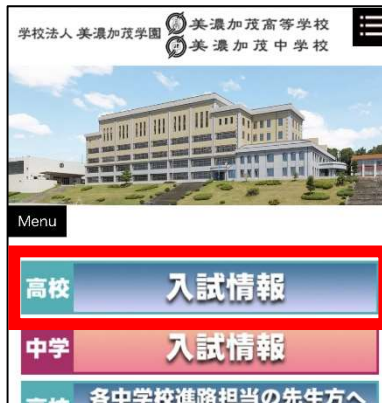 学校法人 美濃加茂学園
美濃加茂高等学校
美濃加茂中学校
Menu
高校 入試情報
中学 入試情報
高校 各中学校進路担当の先生方へ